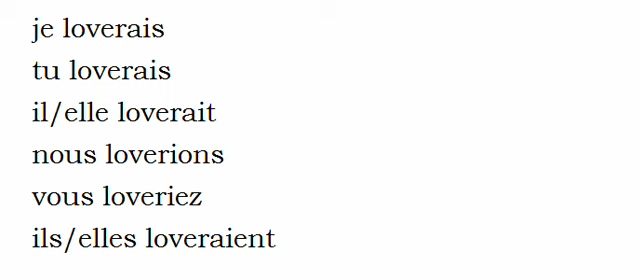 je loverais
tu loverais
il/elle loverait
nous loverions
vous loveriez
ils/elles loveraient